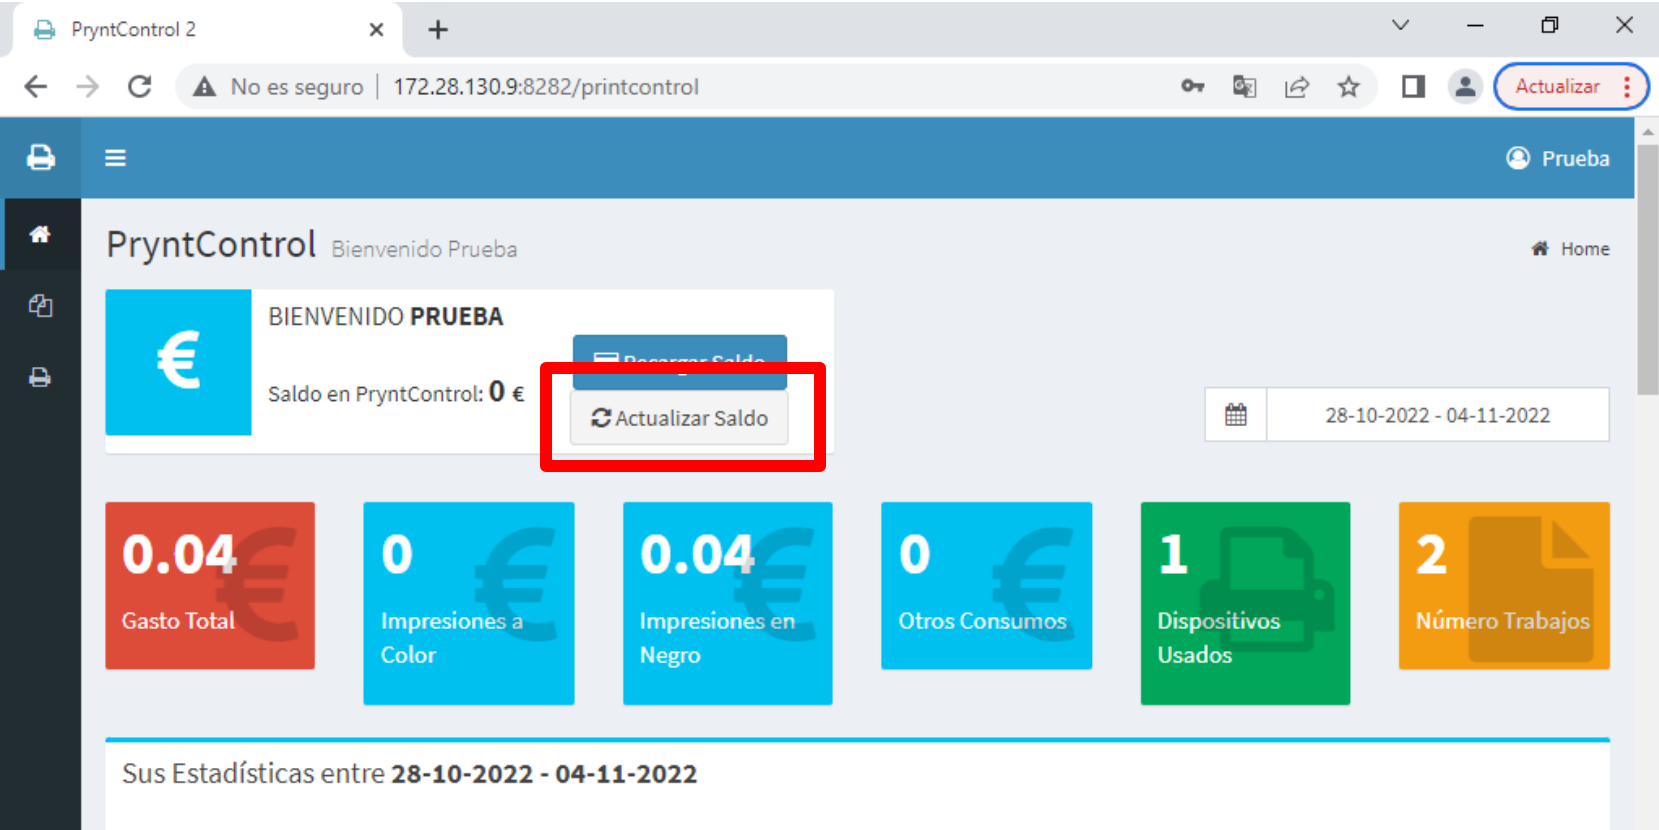 PryntControl 2
No es seguro | 172.28.130.9:8282/printcontrol
Actualizar
Prueba
PryntControl Bienvenido Prueba
Home
BIENVENIDO PRUEBA
Recargar Saldo
Saldo en PryntControl: 0 €
Actualizar Saldo
28-10-2022 - 04-11-2022
0.04
Gasto Total
0
Impresiones a
Color
0.04
Impresiones en
Negro
0
Otros Consumos
1
Dispositivos
Usados
2
Número Trabajos
Sus Estadísticas entre 28-10-2022 - 04-11-2022